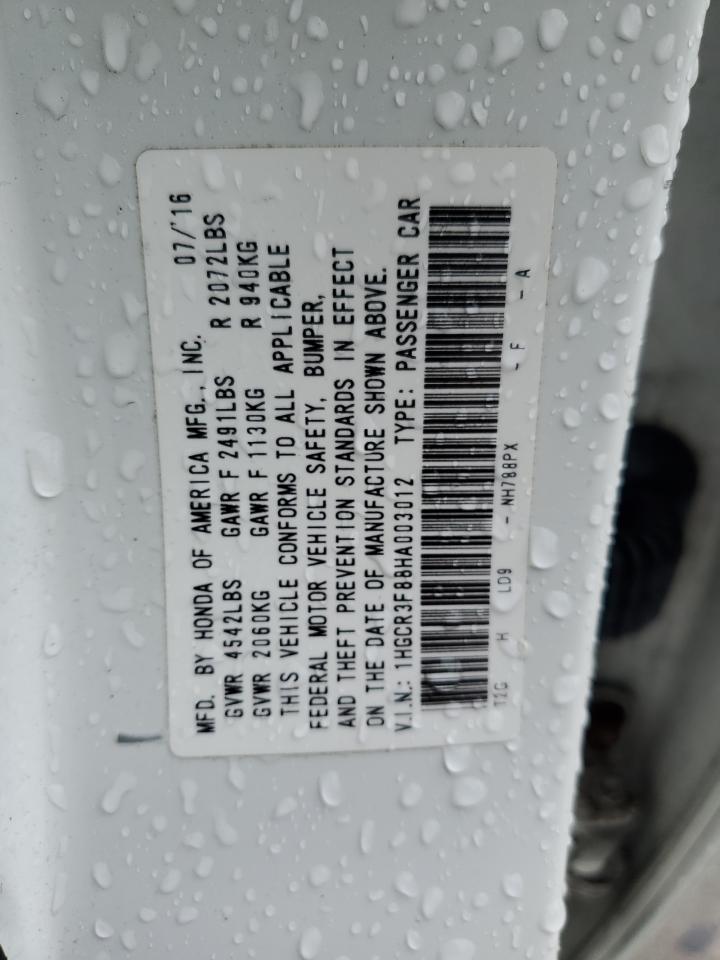 MFD. BY HONDA OF AMERICA MFG., INC. 07/'16
GVWR 4542LBS GAWR F 2491LBS R 2072LBS
GVWR 2060KG GAWR F 1130KG R 940KG
THIS VEHICLE CONFORMS TO ALL APPLICABLE
FEDERAL MOTOR VEHICLE SAFETY, BUMPER,
AND THEFT PREVENTION STANDARDS IN EFFECT
ON THE DATE OF MANUFACTURE SHOWN ABOVE.
V.I.N.: 1HGCR3F88HA003012 TYPE: PASSENGER CAR
T2G H LD9 - NH788PX - F - A